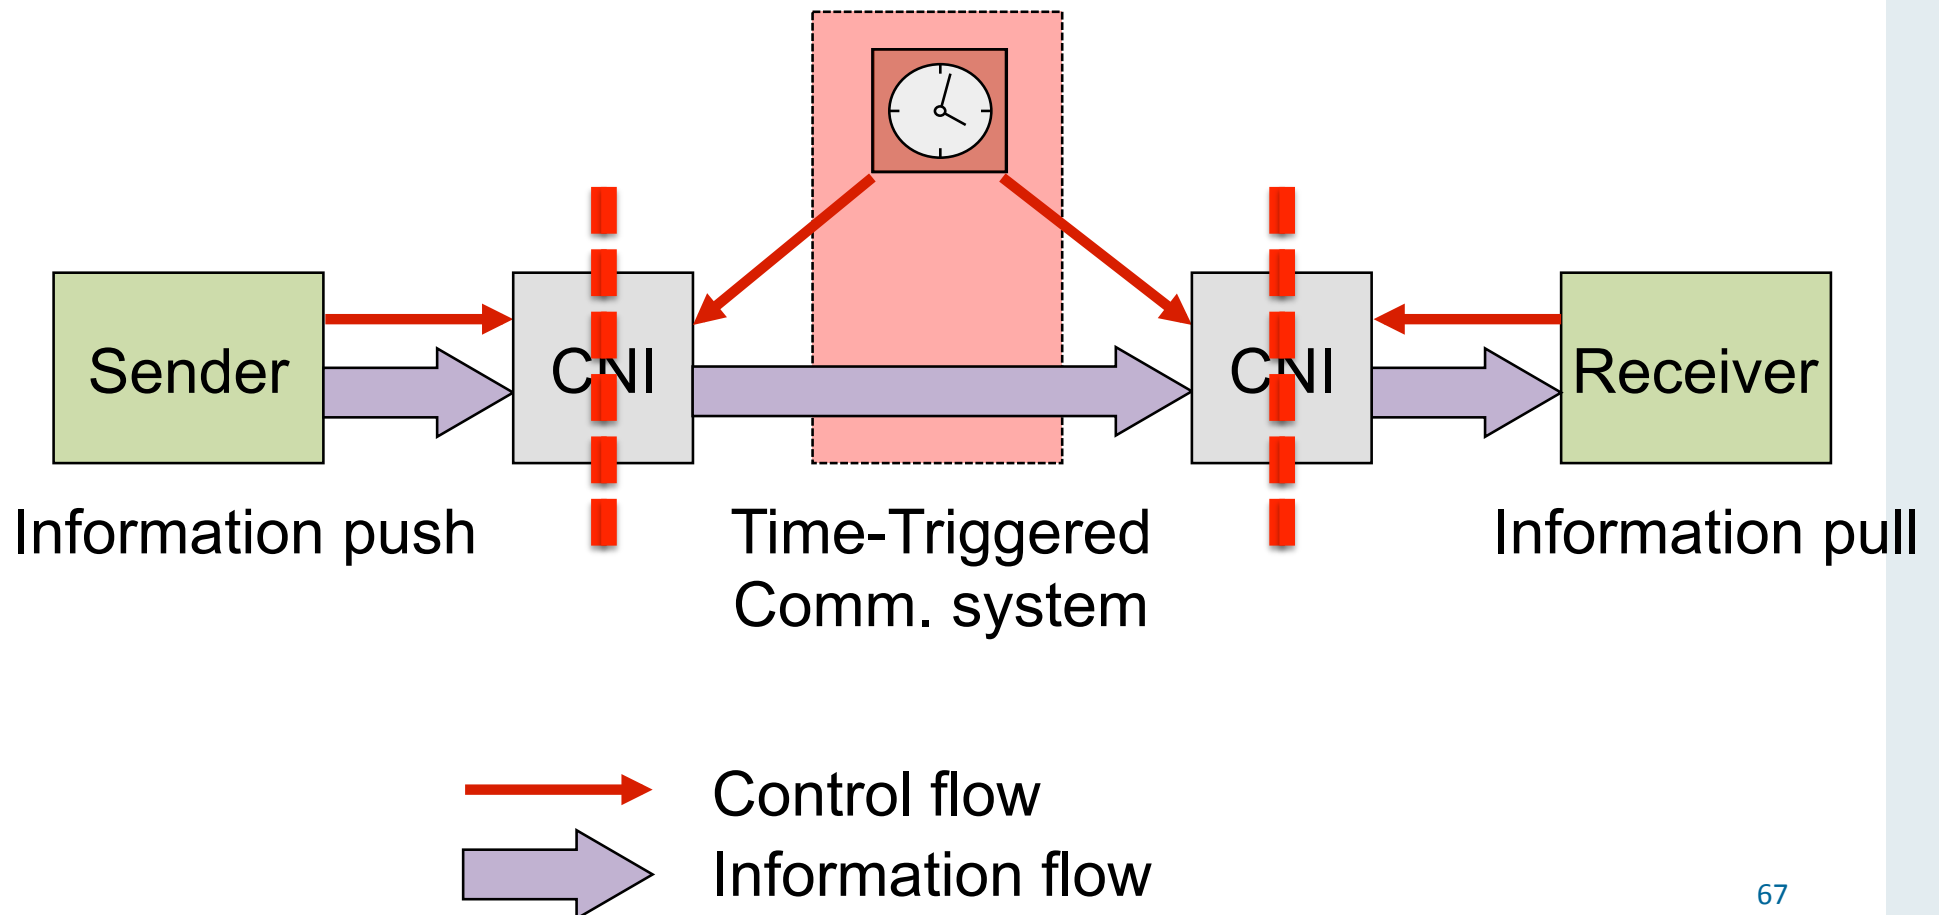 Sender
CNI
CNI
Receiver
Information push
Time-Triggered
Comm. system
Information pull
Control flow
Information flow
67